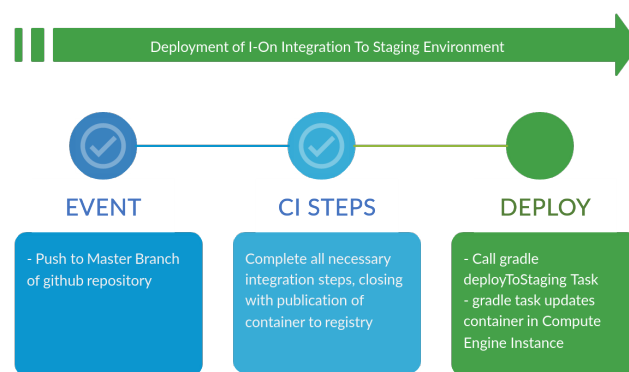 Deployment of I-On Integration To Staging Environment
EVENT
- Push to Master Branch
of github repository
CI STEPS
Complete all necessary
integration steps, closing
with publication of
container to registry
DEPLOY
- Call gradle
deployToStaging Task
- gradle task updates
container in Compute
Engine Instance